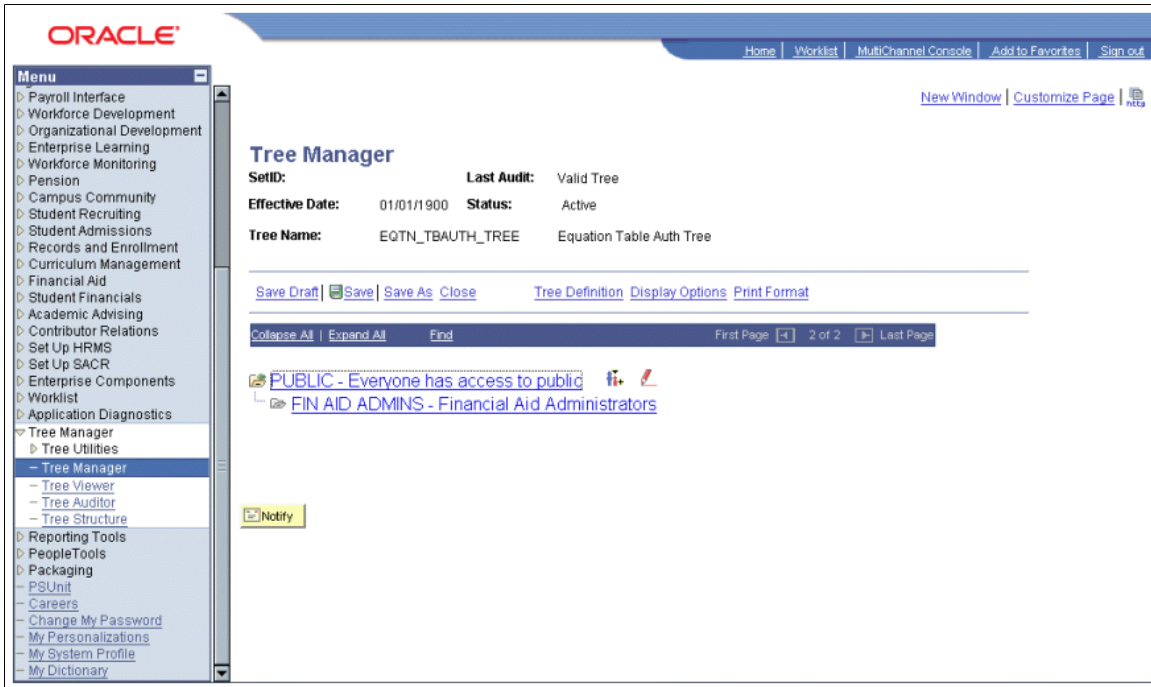 ORACLE
Home | Worklist | MultiChannel Console | Add to Favorites | Sign out
Menu
Payroll Interface
Workforce Development
Organizational Development
Enterprise Learning
Workforce Monitoring
Pension
Campus Community
Student Recruiting
Student Admissions
Records and Enrollment
Curriculum Management
Financial Aid
Student Financials
Academic Advising
Contributor Relations
Set Up HRMS
Set Up SACR
Enterprise Components
Worklist
Application Diagnostics
Tree Manager
Tree Utilities
– Tree Manager
– Tree Viewer
– Tree Auditor
– Tree Structure
Reporting Tools
PeopleTools
Packaging
– PSUnit
– Careers
– Change My Password
– My Personalizations
– My System Profile
– My Dictionary
New Window | Customize Page | http
Tree Manager
SetID: Last Audit: Valid Tree
Effective Date: 01/01/1900 Status: Active
Tree Name: EQTN_TBAUTH_TREE Equation Table Auth Tree
Save Draft | Save | Save As Close Tree Definition Display Options Print Format
Collapse All | Expand All Find First Page 2 of 2 Last Page
PUBLIC - Everyone has access to public
FIN AID ADMINS - Financial Aid Administrators
Notify